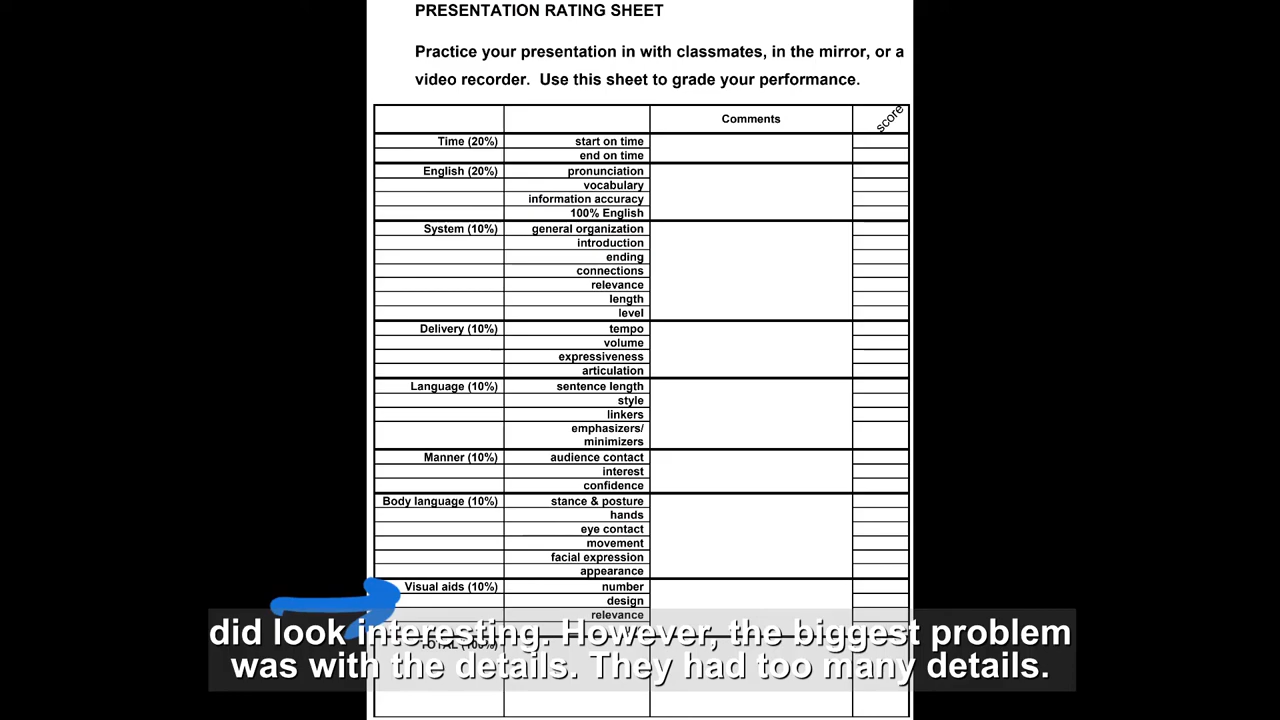 PRESENTATION RATING SHEET
Practice your presentation in with classmates, in the mirror, or a
video recorder. Use this sheet to grade your performance.
Comments score
Time (20%) start on time
end on time
English (20%) pronunciation
vocabulary
information accuracy
100% English
System (10%) general organization
introduction
ending
connections
relevance
length
level
Delivery (10%) tempo
volume
expressiveness
articulation
Language (10%) sentence length
style
linkers
emphasizers/
minimizers
Manner (10%) audience contact
interest
confidence
Body language (10%) stance & posture
hands
eye contact
movement
facial expression
appearance
Visual aids (10%) number
design
relevance
TOTAL (100%)
did look interesting. However, the biggest problem
was with the details. They had too many details.